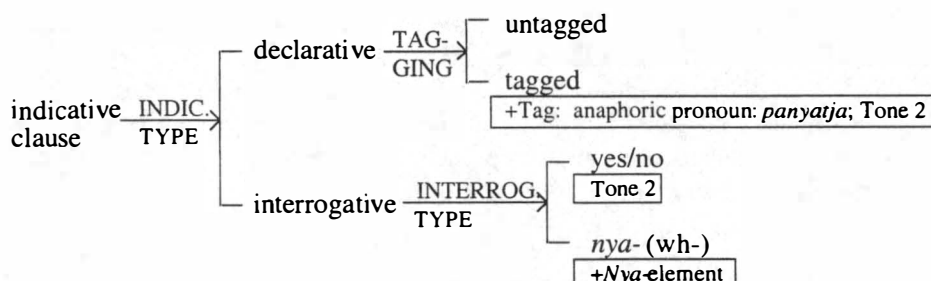 untagged
declarative TAG-
GING
tagged
+Tag: anaphoric pronoun: panyatja; Tone 2
indicative INDIC.
clause TYPE
yes/no
Tone 2
interrogative INTERROG.
TYPE
nya- (wh-)
+Nya-element